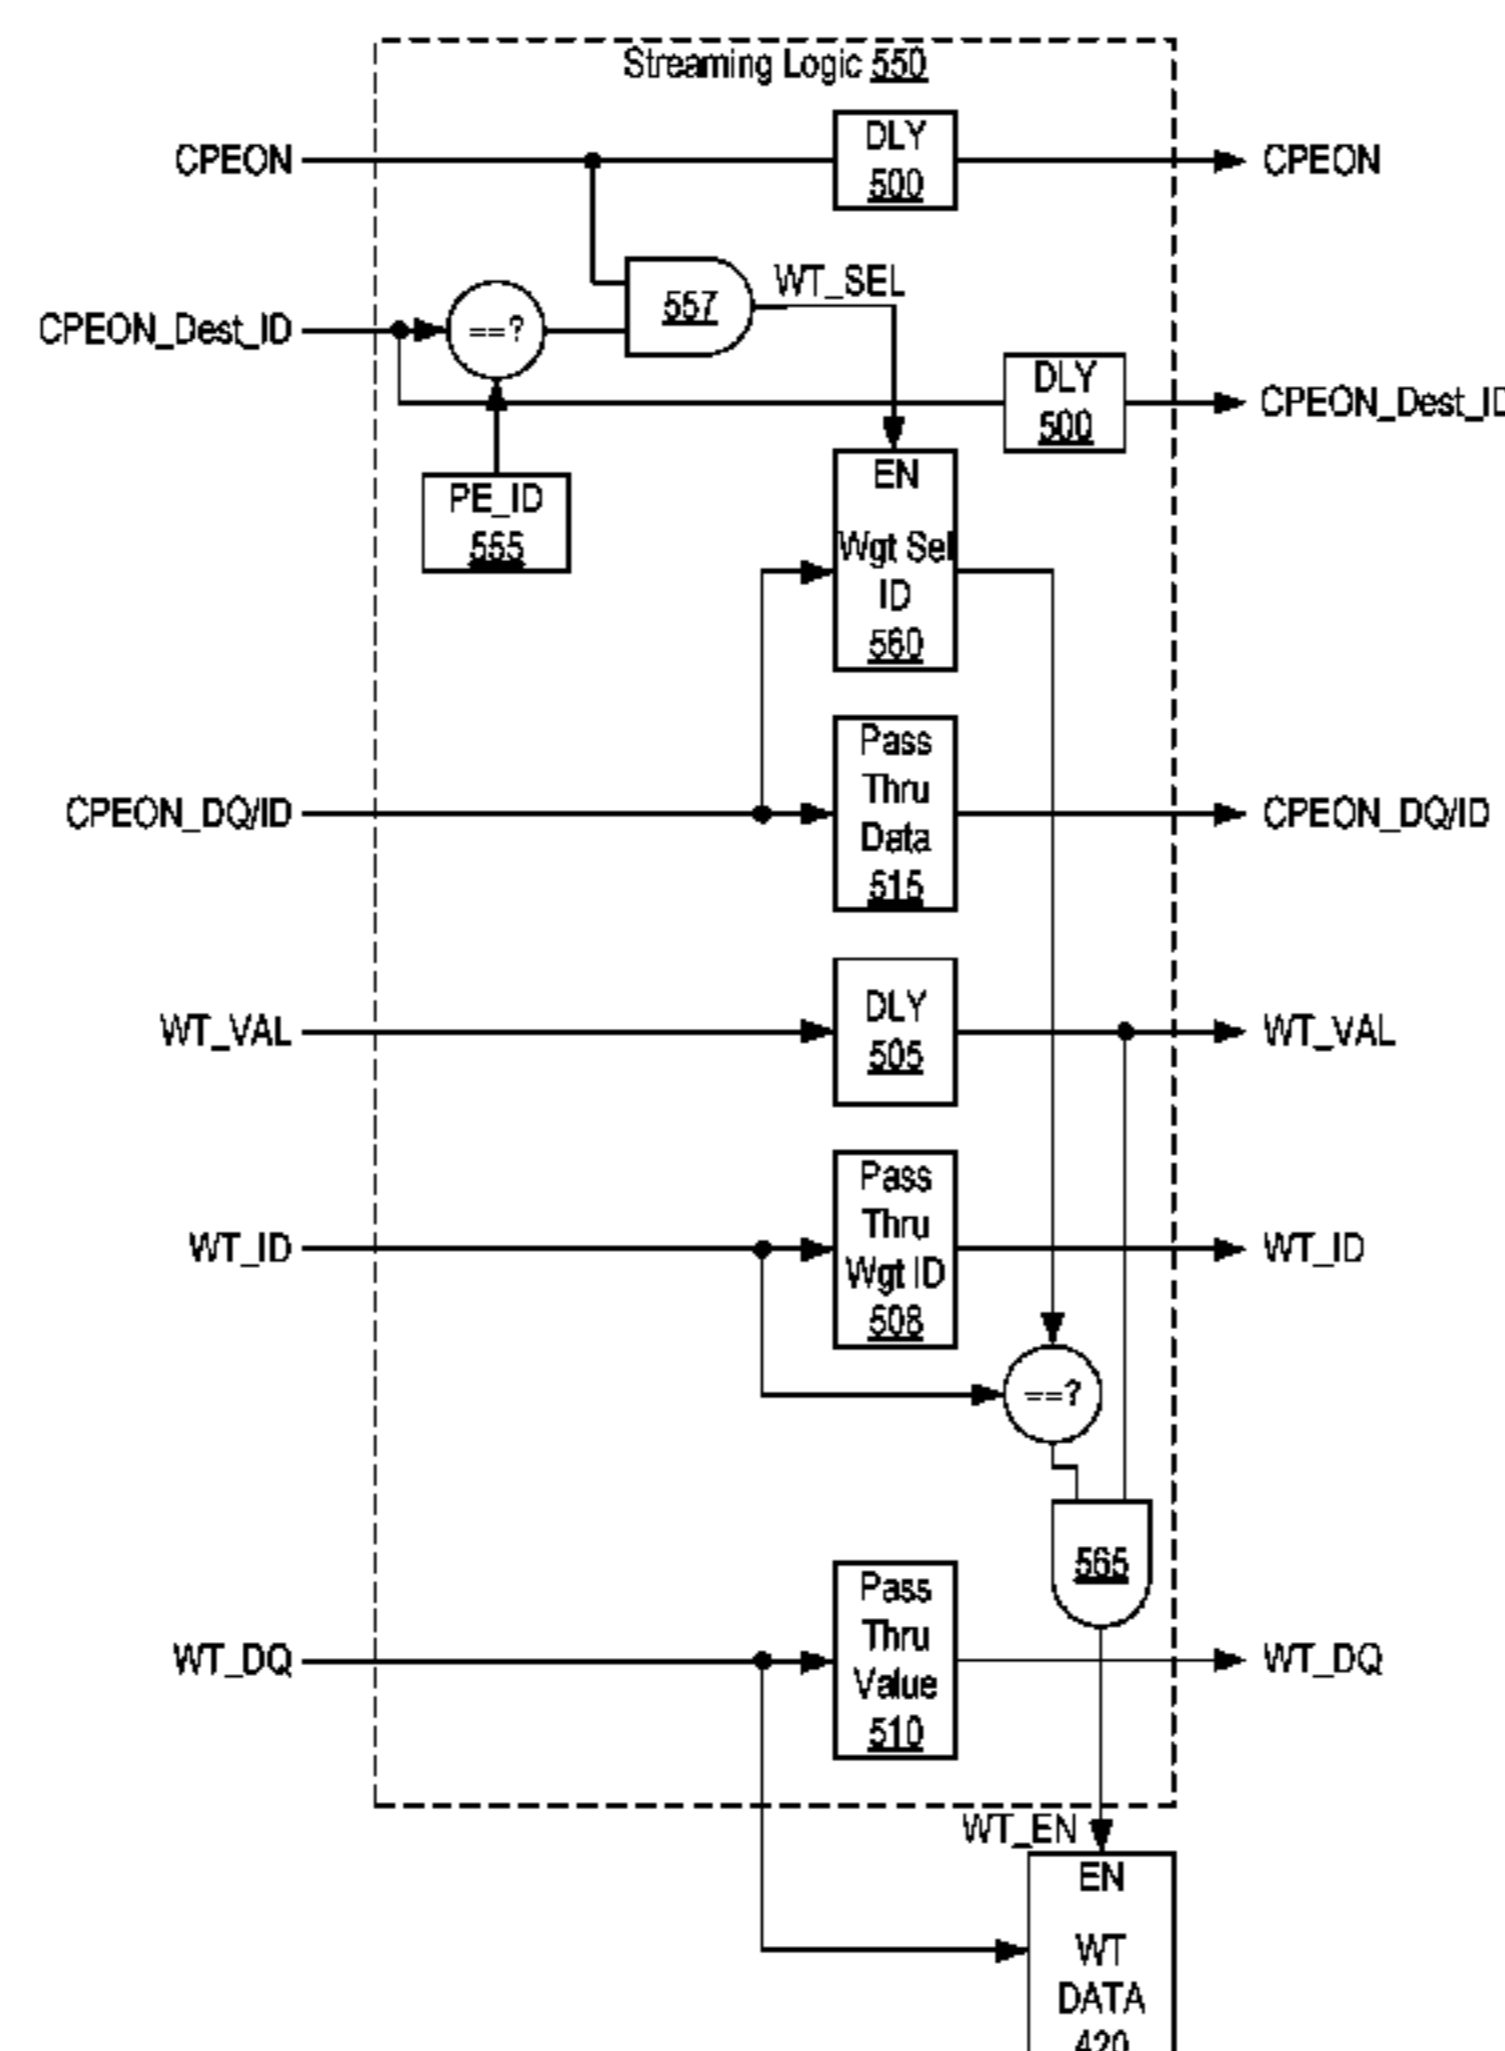 Streaming Logic 550
CPEON
DLY
500
CPEON
CPEON_Dest_ID
==?
557
WT_SEL
DLY
500
CPEON_Dest_ID
PE_ID
555
EN
Wgt Sel
ID
560
CPEON_DQ/ID
Pass
Thru
Data
515
CPEON_DQ/ID
WT_VAL
DLY
505
WT_VAL
WT_ID
Pass
Thru
Wgt ID
508
WT_ID
==?
565
WT_DQ
Pass
Thru
Value
510
WT_DQ
WT_EN
EN
WT
DATA
420